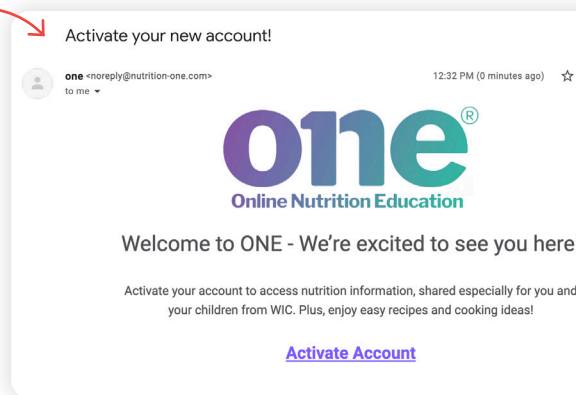 Activate your new account!
one <noreply@nutrition-one.com>
12:32 PM (0 minutes ago)
to me
one®
Online Nutrition Education
Welcome to ONE - We're excited to see you here
Activate your account to access nutrition information, shared especially for you and
your children from WIC. Plus, enjoy easy recipes and cooking ideas!
Activate Account